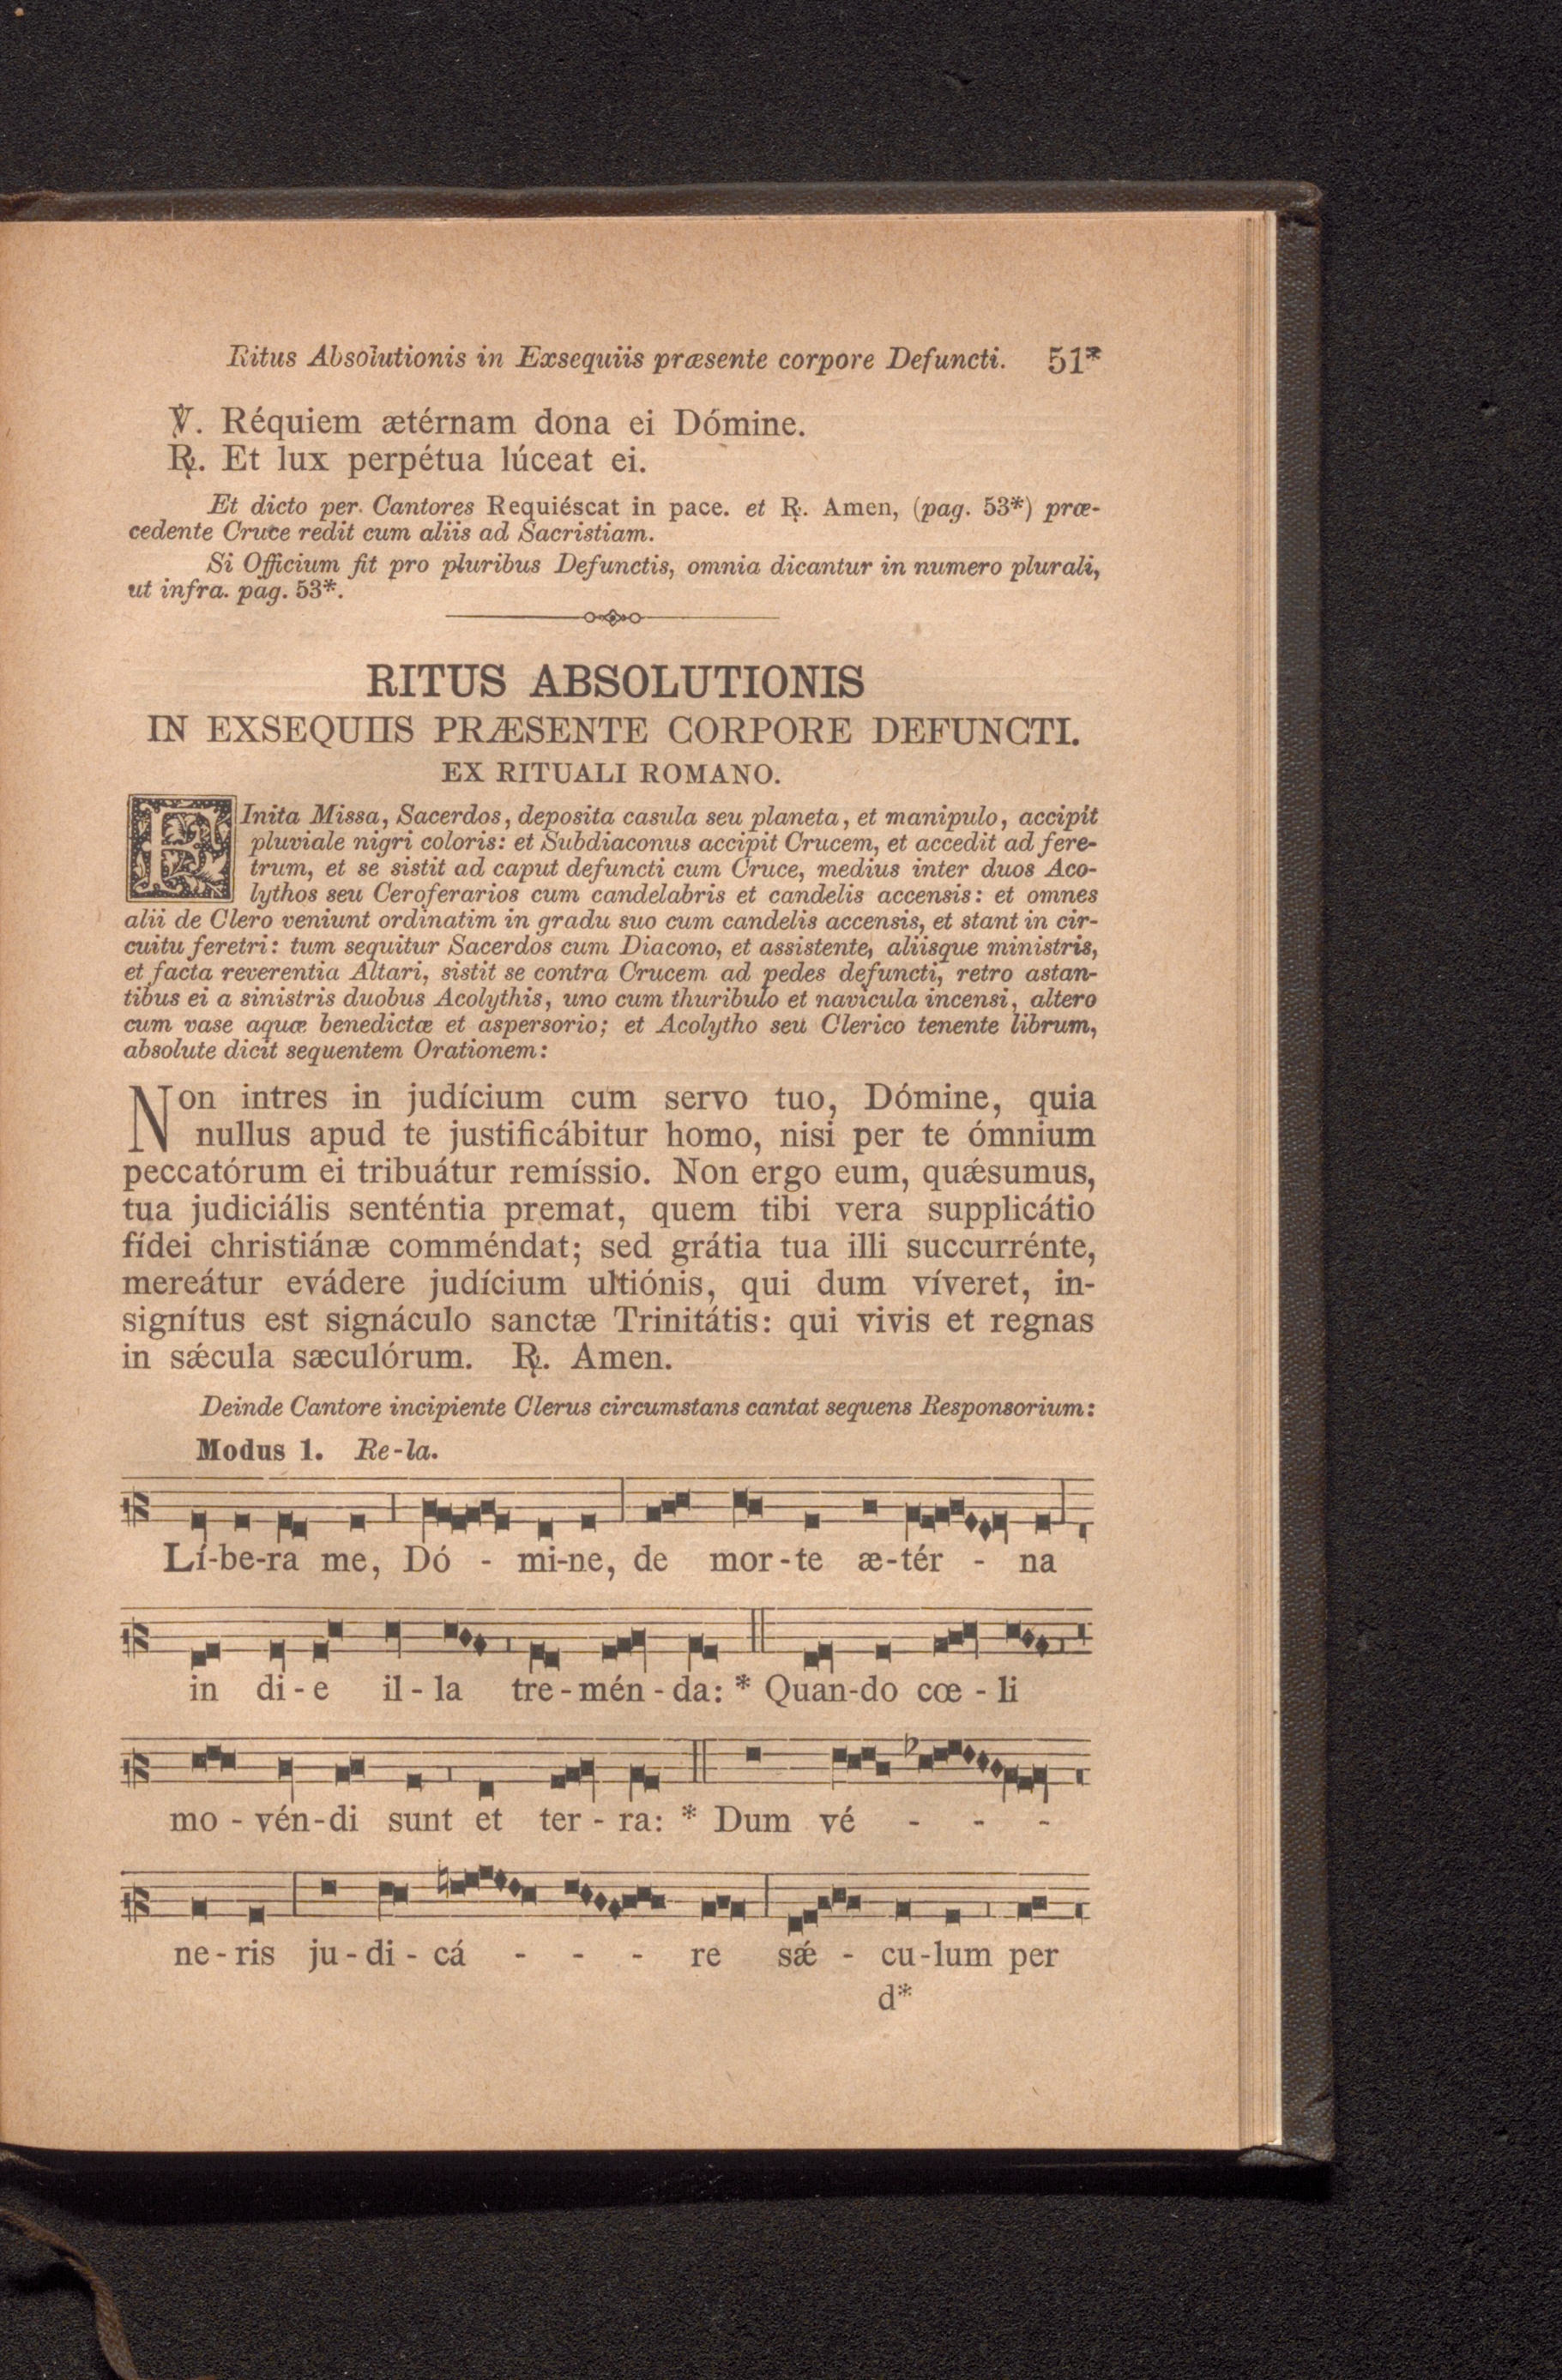 Ritus Absolutionis in Exsequiis præsente corpore Defuncti. 51*
℣. Réquiem ætérnam dona ei Dómine.
℟. Et lux perpétua lúceat ei.
Et dicto per Cantores Requiéscat in pace. et ℟. Amen, (pag. 53*) præ-
cedente Cruce redit cum aliis ad Sacristiam.
Si Officium fit pro pluribus Defunctis, omnia dicantur in numero plurali,
ut infra. pag. 53*.
RITUS ABSOLUTIONIS
IN EXSEQUIIS PRÆSENTE CORPORE DEFUNCTI.
EX RITUALI ROMANO.
FInita Missa, Sacerdos, deposita casula seu planeta, et manipulo, accipit
pluviale nigri coloris: et Subdiaconus accipit Crucem, et accedit ad fere-
trum, et se sistit ad caput defuncti cum Cruce, medius inter duos Aco-
lythos seu Ceroferarios cum candelabris et candelis accensis: et omnes
alii de Clero veniunt ordinatim in gradu suo cum candelis accensis, et stant in cir-
cuitu feretri: tum sequitur Sacerdos cum Diacono, et assistente, aliisque ministris,
et facta reverentia Altari, sistit se contra Crucem ad pedes defuncti, retro astan-
tibus ei a sinistris duobus Acolythis, uno cum thuribulo et navicula incensi, altero
cum vase aquæ benedictæ et aspersorio; et Acolytho seu Clerico tenente librum,
absolute dicit sequentem Orationem:
Non intres in judícium cum servo tuo, Dómine, quia
nullus apud te justificábitur homo, nisi per te ómnium
peccatórum ei tribuátur remíssio. Non ergo eum, quǽsumus,
tua judiciális senténtia premat, quem tibi vera supplicátio
fídei christiánæ comméndat; sed grátia tua illi succurrénte,
mereátur evádere judícium ultiónis, qui dum víveret, in-
signítus est signáculo sanctæ Trinitátis: qui vivis et regnas
in sǽcula sæculórum. ℟. Amen.
Deinde Cantore incipiente Clerus circumstans cantat sequens Responsorium:
Modus 1. Re-la.
Lí-be-ra me, Dó - mi-ne, de mor-te æ-tér - na
in di-e il-la tre-mén-da: * Quan-do cœ-li
mo-vén-di sunt et ter-ra: * Dum vé - - -
ne-ris ju-di-cá - - - re sǽ - cu-lum per
d*